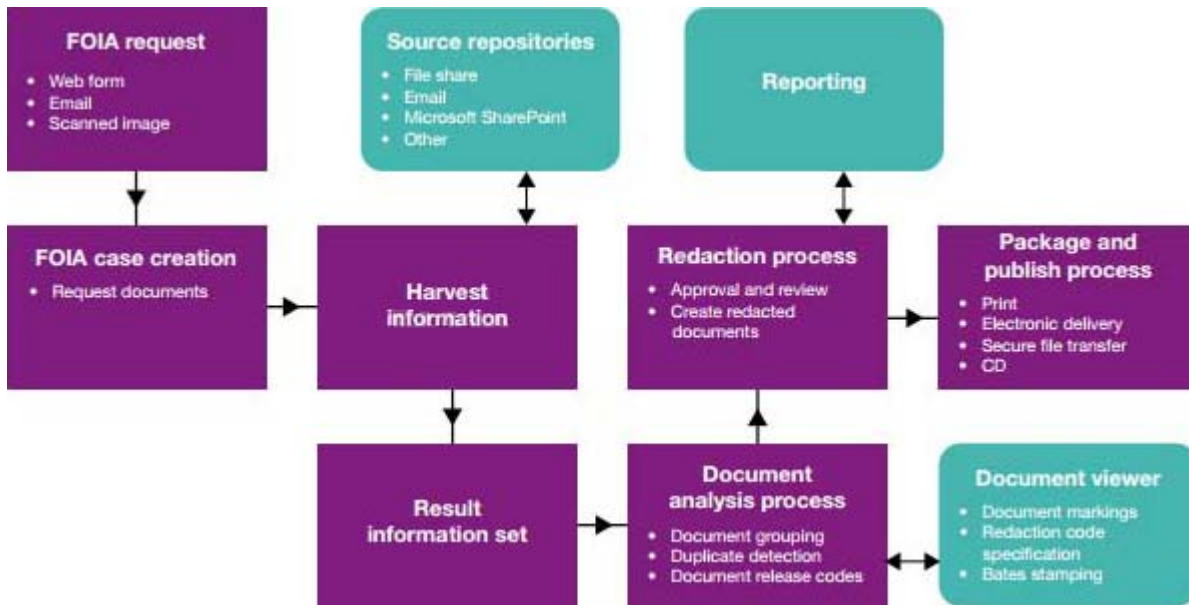 FOIA request
• Web form
• Email
• Scanned image
Source repositories
• File share
• Email
• Microsoft SharePoint
• Other
Reporting
FOIA case creation
• Request documents
Harvest
information
Redaction process
• Approval and review
• Create redacted
documents
Package and
publish process
• Print
• Electronic delivery
• Secure file transfer
• CD
Result
information set
Document
analysis process
• Document grouping
• Duplicate detection
• Document release codes
Document viewer
• Document markings
• Redaction code
specification
• Bates stamping